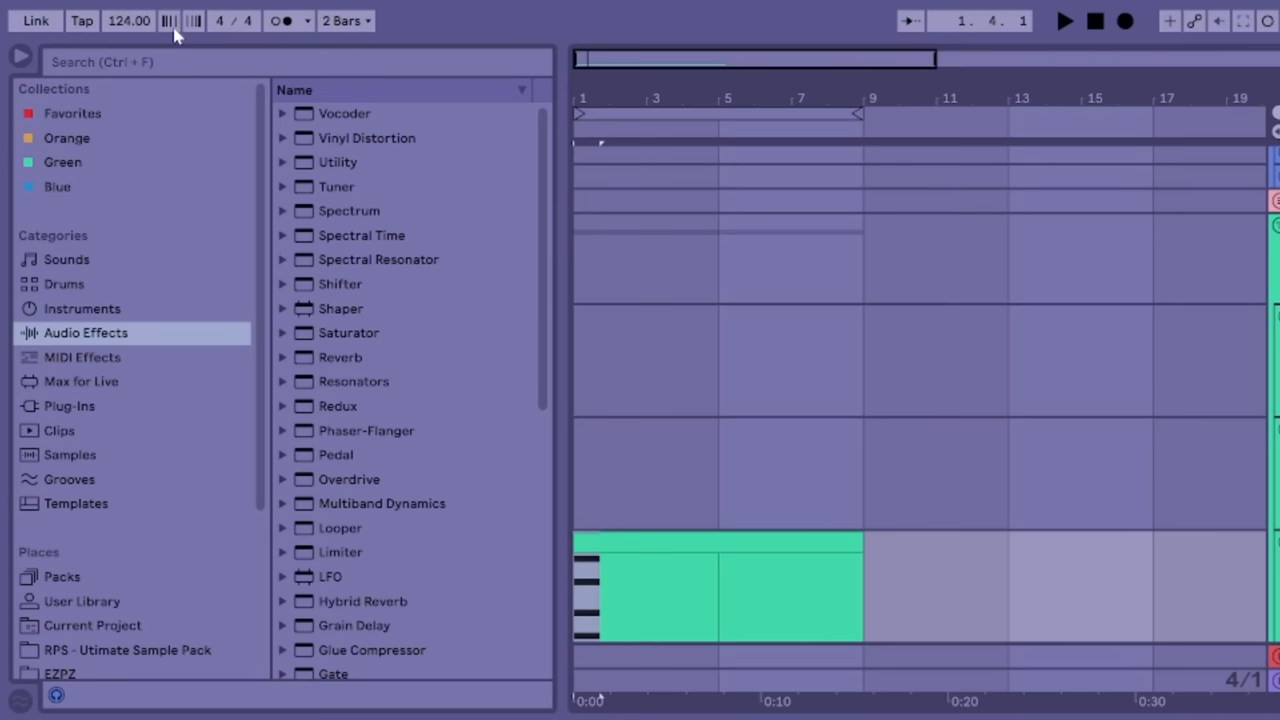 Link Tap 124.00 4 / 4 2 Bars 1. 4. 1
Search (Ctrl + F)
Collections
Favorites
Orange
Green
Blue
Categories
Sounds
Drums
Instruments
Audio Effects
MIDI Effects
Max for Live
Plug-Ins
Clips
Samples
Grooves
Templates
Places
Packs
User Library
Current Project
RPS - Utimate Sample Pack
EZPZ
Name
Vocoder
Vinyl Distortion
Utility
Tuner
Spectrum
Spectral Time
Spectral Resonator
Shifter
Shaper
Saturator
Reverb
Resonators
Redux
Phaser-Flanger
Pedal
Overdrive
Multiband Dynamics
Looper
Limiter
LFO
Hybrid Reverb
Grain Delay
Glue Compressor
Gate
1 3 5 7 9 11 13 15 17 19
4/1
0:00 0:10 0:20 0:30